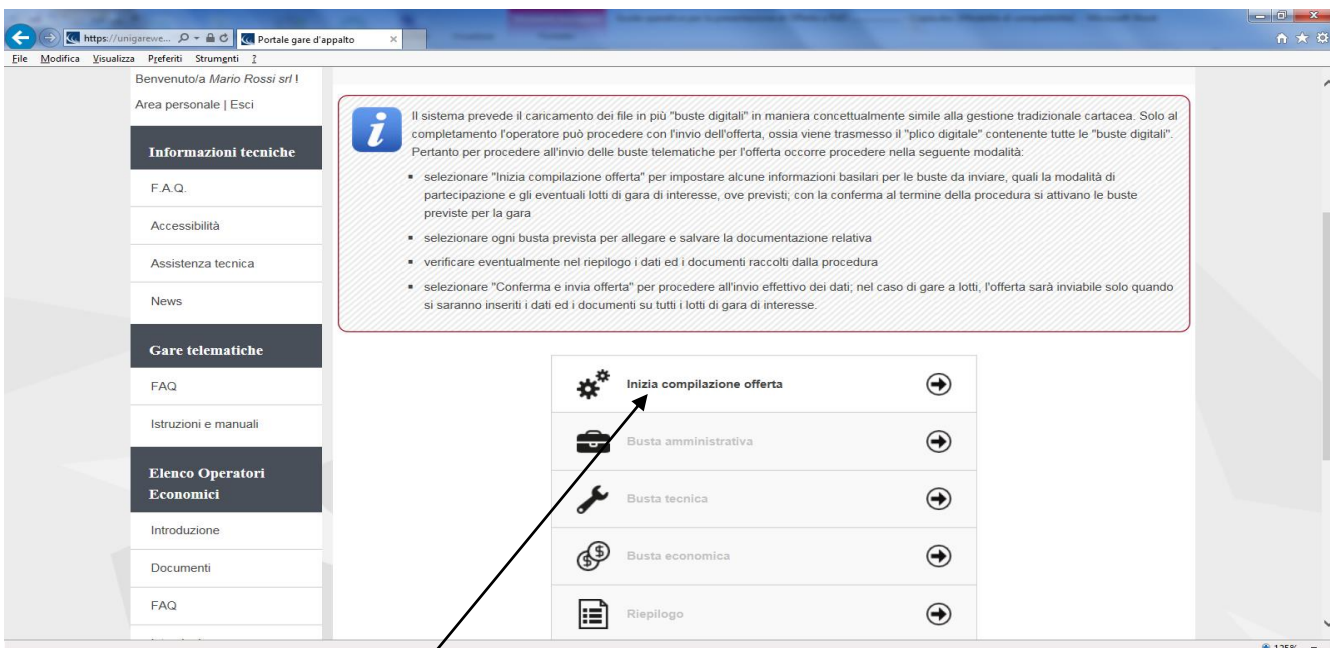 https://unigarewe...
Portale gare d'appalto
File Modifica Visualizza Preferiti Strumenti ?
Benvenuto/a Mario Rossi srl !
Area personale | Esci
Informazioni tecniche
F.A.Q.
Accessibilità
Assistenza tecnica
News
Gare telematiche
FAQ
Istruzioni e manuali
Elenco Operatori
Economici
Introduzione
Documenti
FAQ
Il sistema prevede il caricamento dei file in più "buste digitali" in maniera concettualmente simile alla gestione tradizionale cartacea. Solo al
completamento l'operatore può procedere con l'invio dell'offerta, ossia viene trasmesso il "plico digitale" contenente tutte le "buste digitali".
Pertanto per procedere all'invio delle buste telematiche per l'offerta occorre procedere nella seguente modalità:
▪ selezionare "Inizia compilazione offerta" per impostare alcune informazioni basilari per le buste da inviare, quali la modalità di
partecipazione e gli eventuali lotti di gara di interesse, ove previsti; con la conferma al termine della procedura si attivano le buste
previste per la gara
▪ selezionare ogni busta prevista per allegare e salvare la documentazione relativa
▪ verificare eventualmente nel riepilogo i dati ed i documenti raccolti dalla procedura
▪ selezionare "Conferma e invia offerta" per procedere all'invio effettivo dei dati; nel caso di gare a lotti, l'offerta sarà inviabile solo quando
si saranno inseriti i dati ed i documenti su tutti i lotti di gara di interesse.
Inizia compilazione offerta
Busta amministrativa
Busta tecnica
Busta economica
Riepilogo
125%